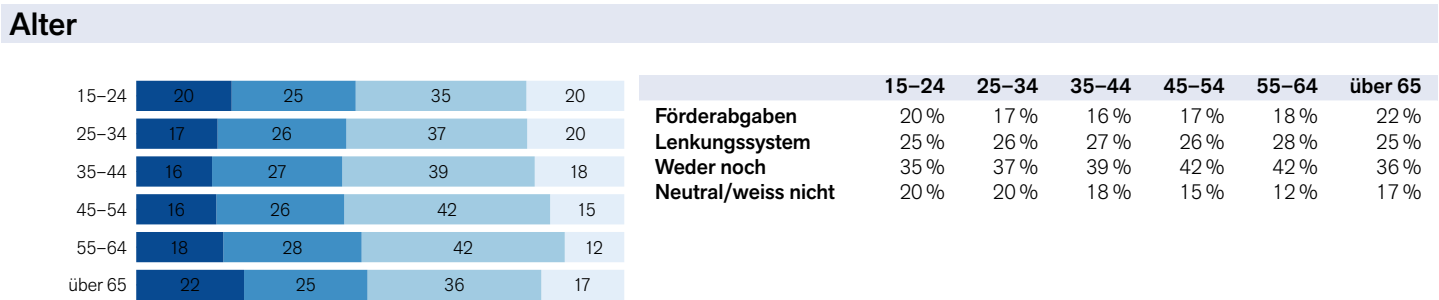 Alter
15–24 20 25 35 20
25–34 17 26 37 20
35–44 16 27 39 18
45–54 16 26 42 15
55–64 18 28 42 12
über 65 22 25 36 17
15–24 25–34 35–44 45–54 55–64 über 65
Förderabgaben 20 % 17 % 16 % 17 % 18 % 22 %
Lenkungssystem 25 % 26 % 27 % 26 % 28 % 25 %
Weder noch 35 % 37 % 39 % 42 % 42 % 36 %
Neutral/weiss nicht 20 % 20 % 18 % 15 % 12 % 17 %